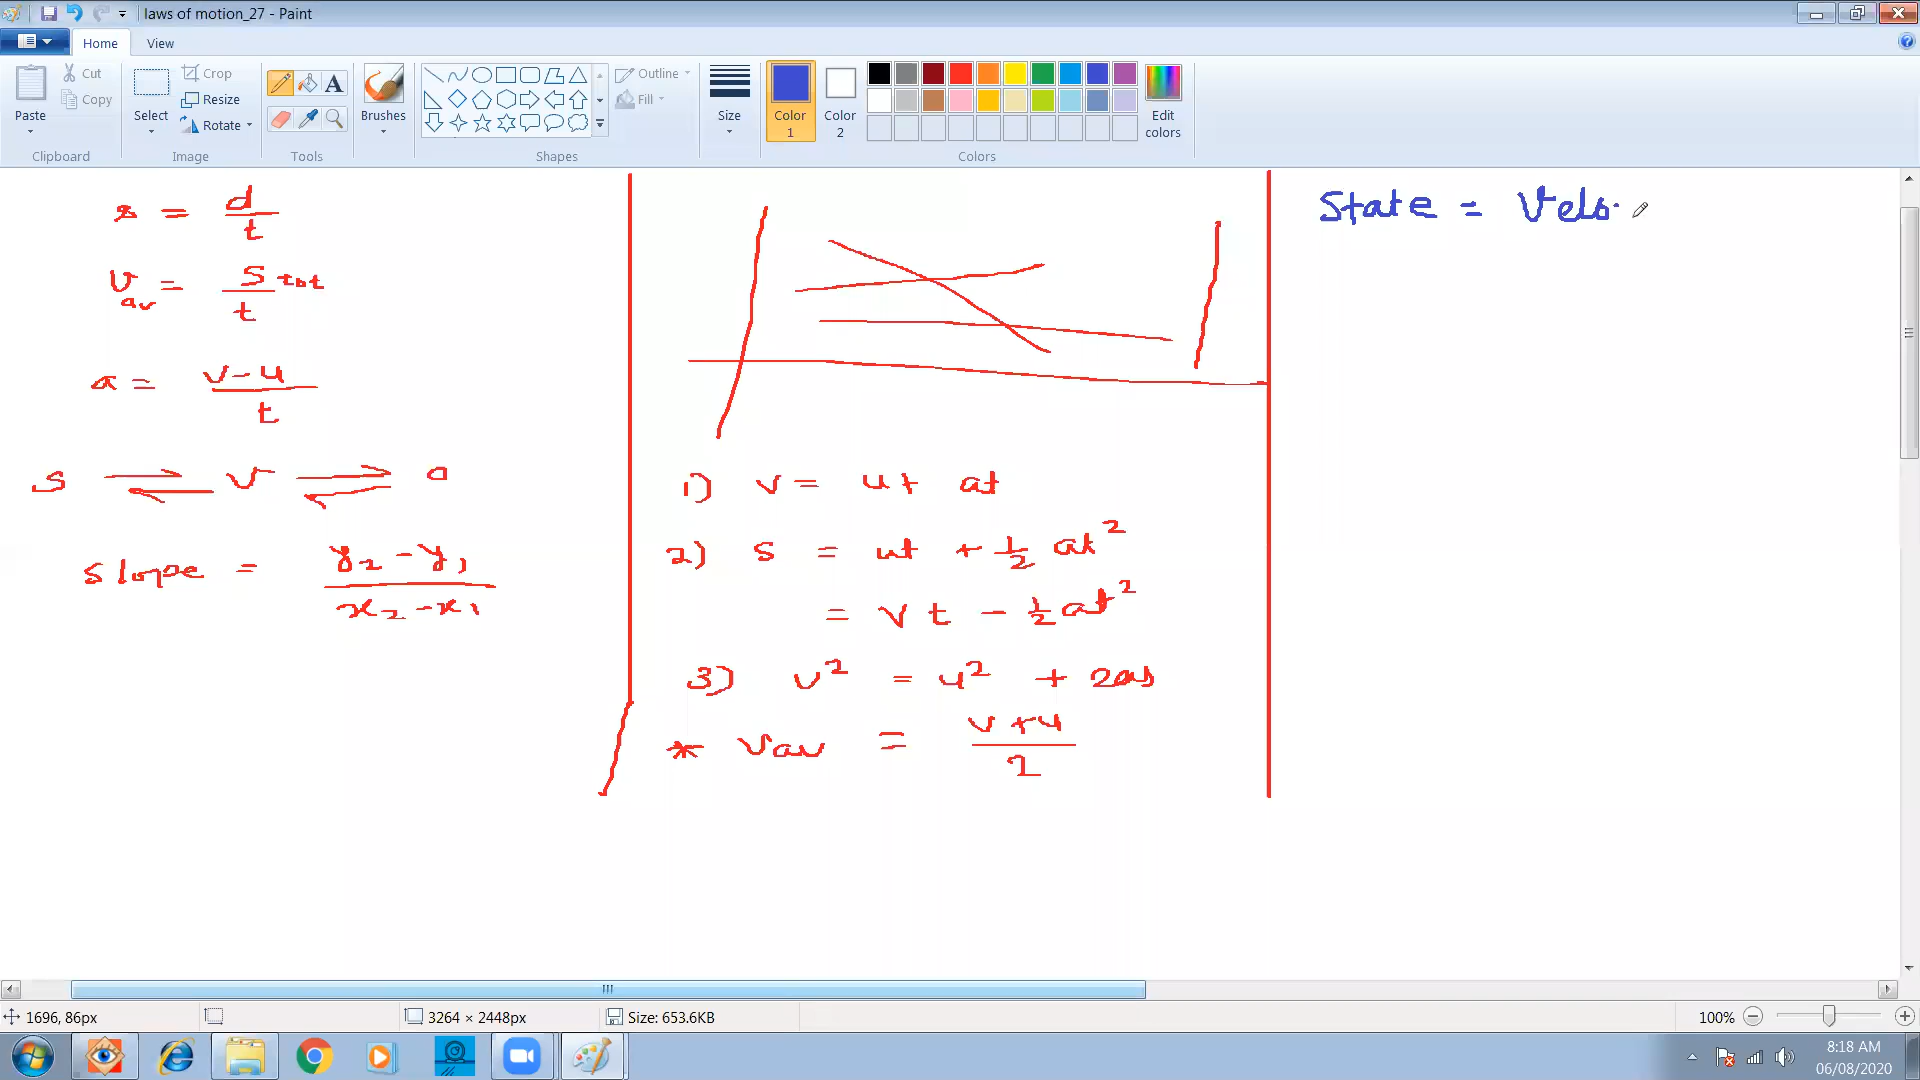 laws of motion_27 - Paint
Home View
Paste
Cut
Copy
Clipboard
Select
Crop
Resize
Rotate
Image
A
Tools
Brushes
Outline
Fill
Shapes
Size
Color 1
Color 2
Edit colors
Colors
s = d/t
v av = s tot/t
a = v-u/t
s ⇌ v ⇌ a
slope = y2 - y1/x2 - x1
1) v = u+ at
2) s = ut + 1/2 at²
= vt - 1/2 at²
3) v² = u² + 2as
* vav = v+u/2
State = Velo.
1696, 86px
3264 × 2448px
Size: 653.6KB
100%
8:18 AM
06/08/2020